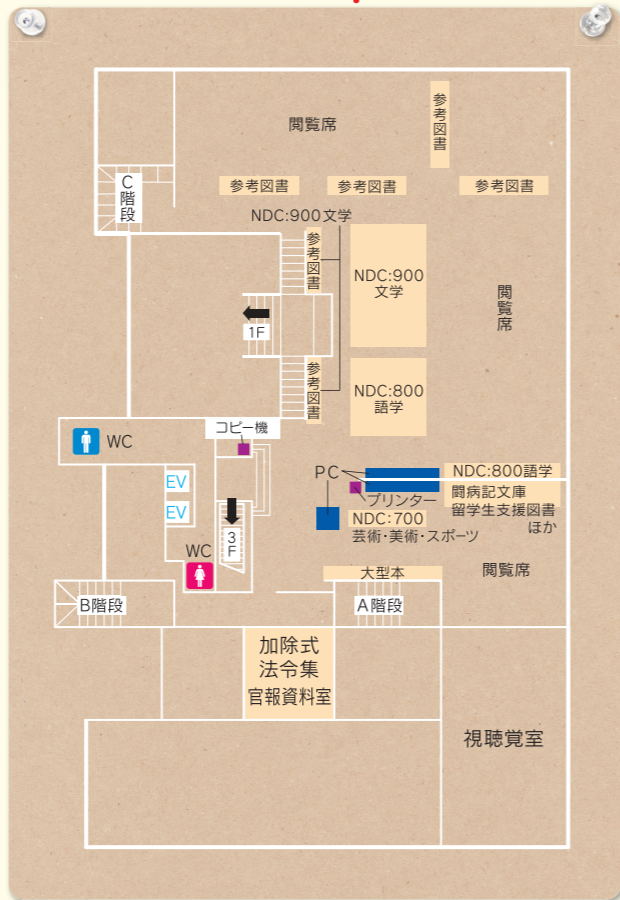 閲覧席
参考図書
参考図書
参考図書
参考図書
C階段
NDC:900文学
参考図書
NDC:900
文学
閲覧席
1F
参考図書
NDC:800
語学
コピー機
WC
EV
EV
PC
プリンター
NDC:800語学
闘病記文庫
留学生支援図書
ほか
NDC:700
芸術・美術・スポーツ
3F
WC
大型本
閲覧席
B階段
A階段
加除式
法令集
官報資料室
視聴覚室